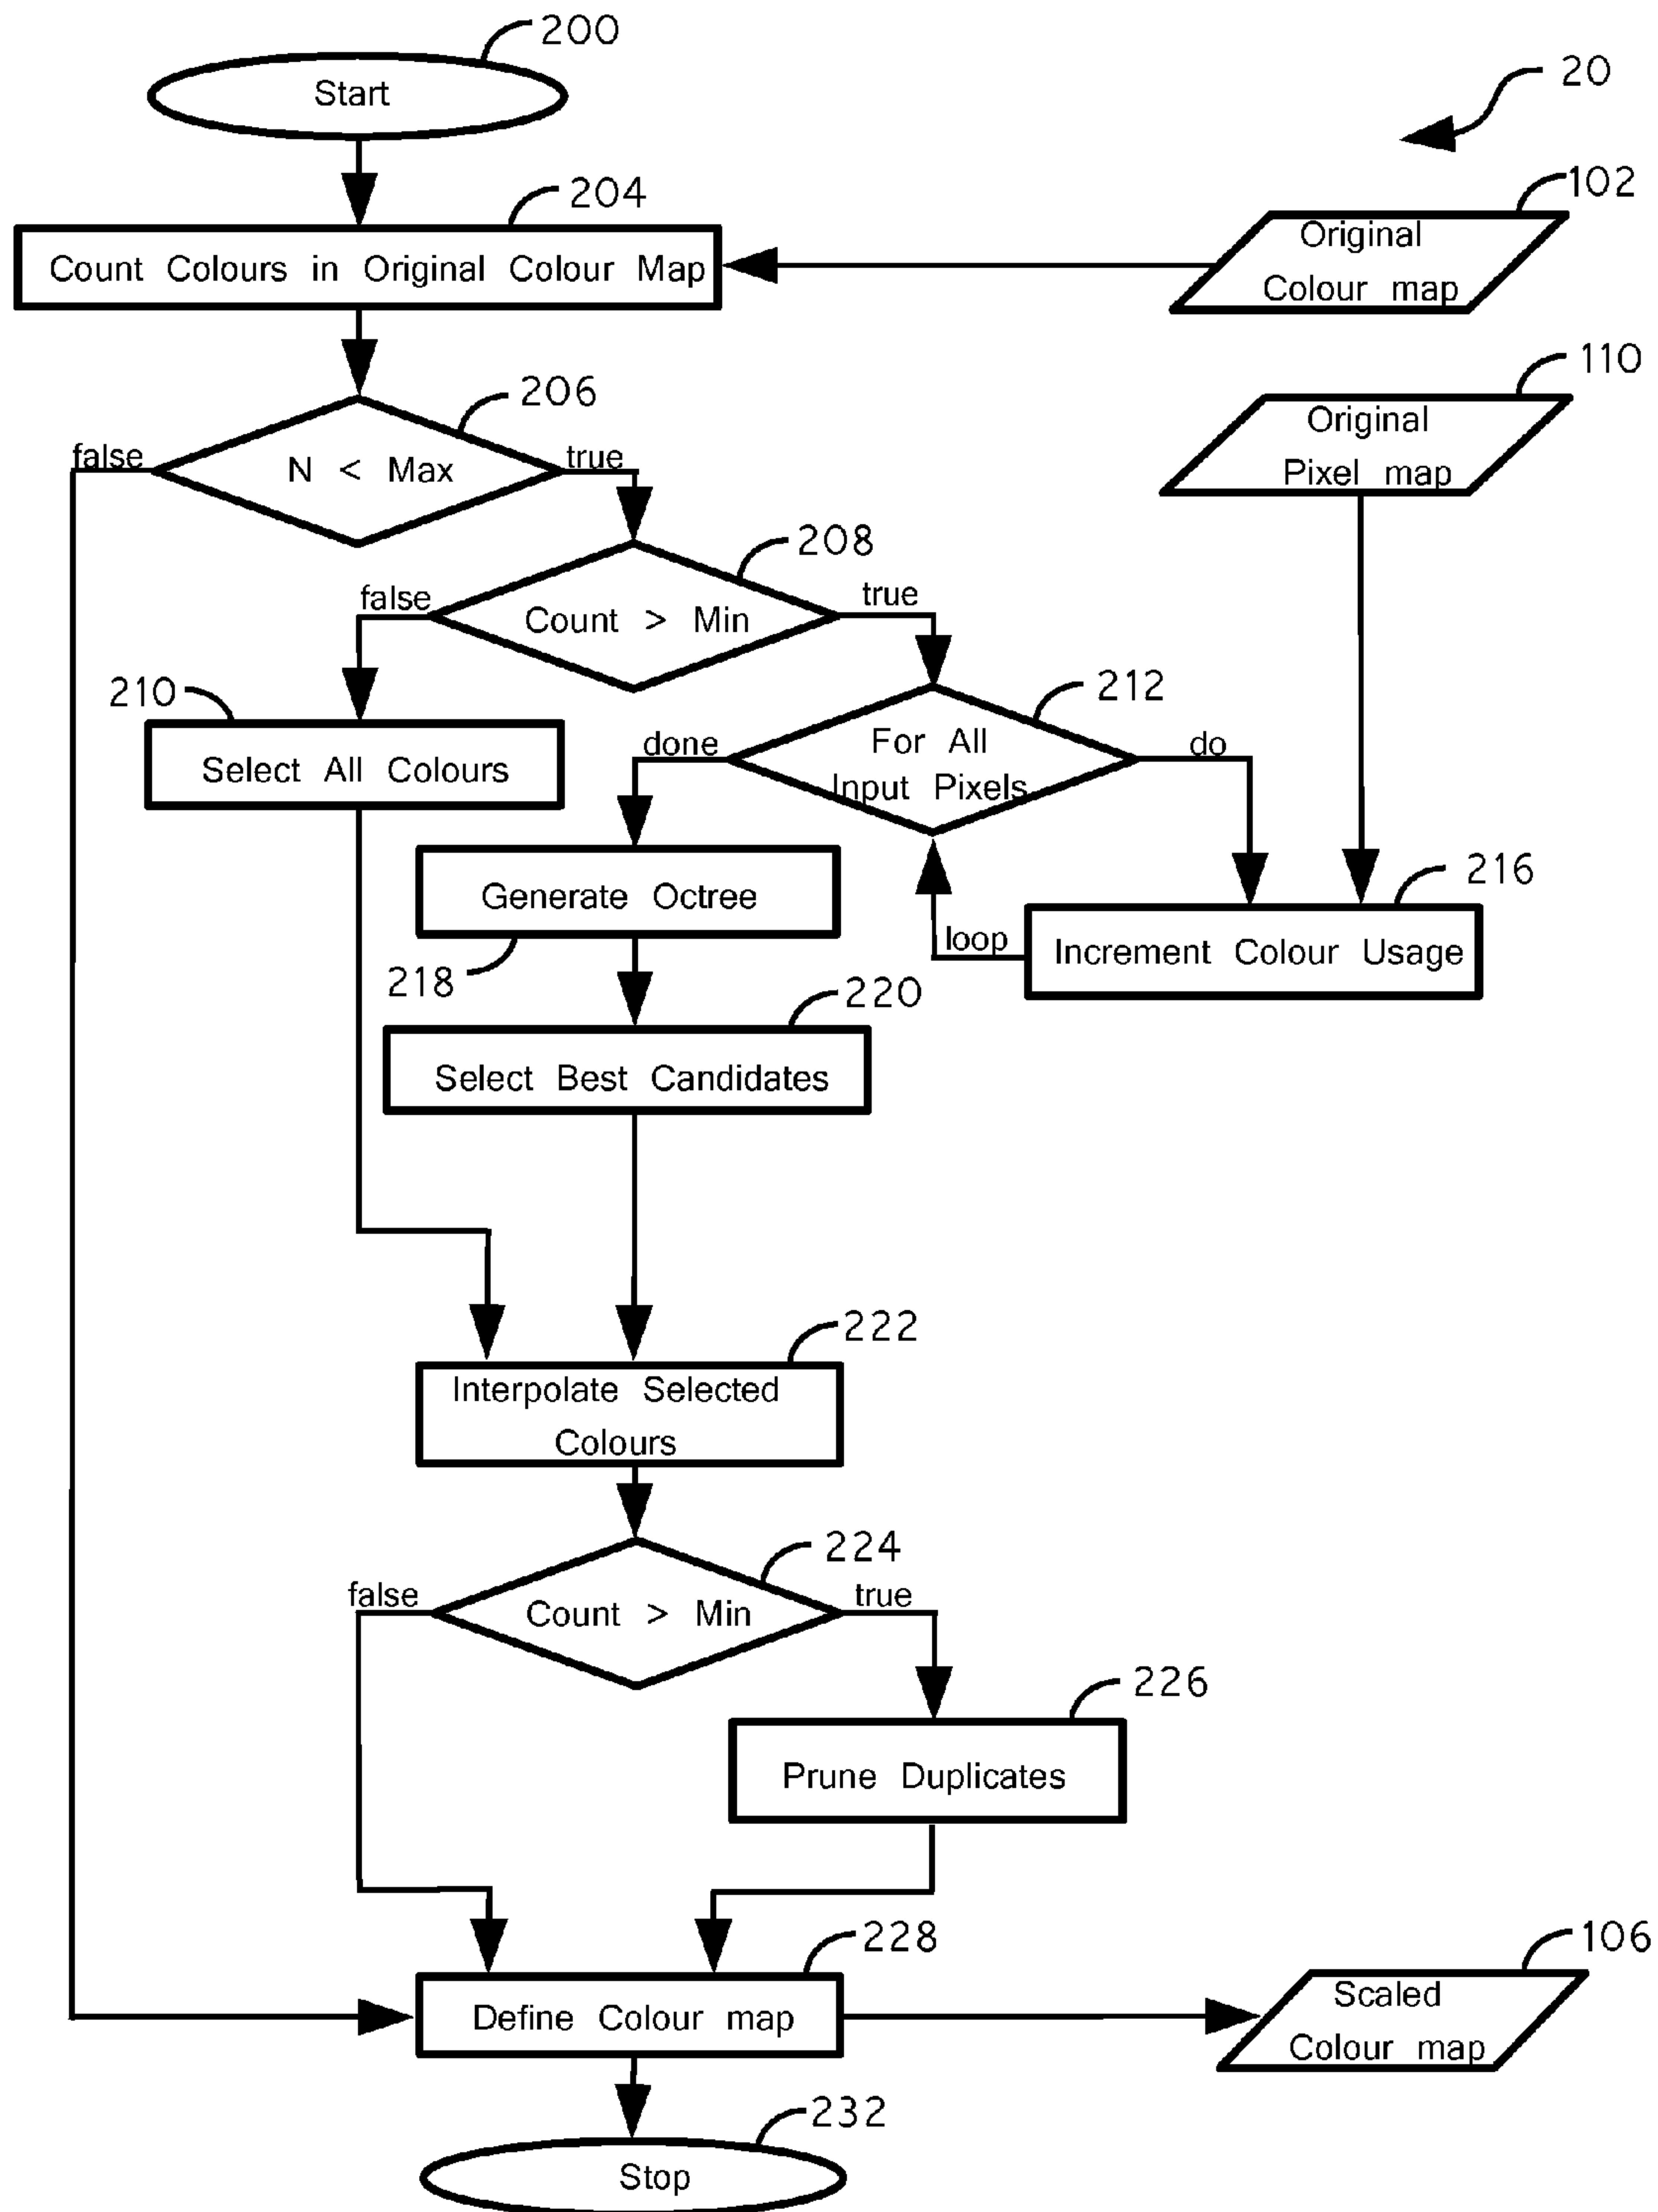 200
Start
20
204
102
Count Colours in Original Colour Map
Original
Colour map
206
110
false
N < Max
true
Original
Pixel map
208
false
Count > Min
true
210
212
Select All Colours
done
For All
Input Pixels
do
Generate Octree
216
loop
Increment Colour Usage
218
220
Select Best Candidates
222
Interpolate Selected
Colours
224
false
Count > Min
true
226
Prune Duplicates
228
106
Define Colour map
Scaled
Colour map
232
Stop